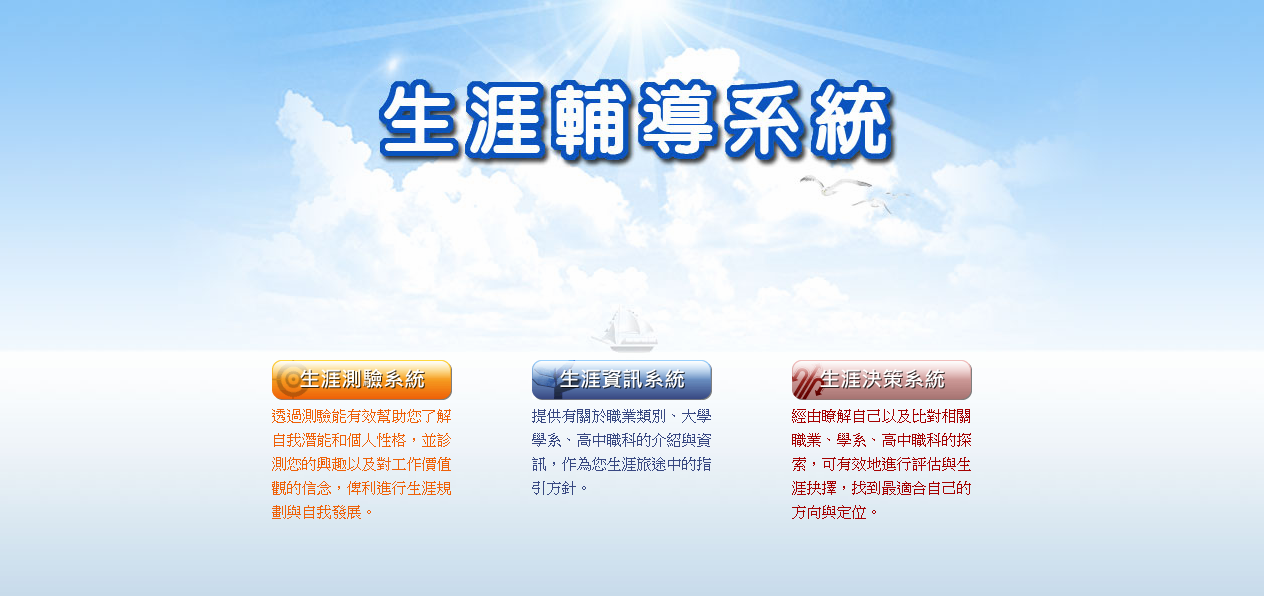 生涯輔導系統
生涯測驗系統
透過測驗能有效幫助您了解
自我潛能和個人性格，並診
測您的興趣以及對工作價值
觀的信念，俾利進行生涯規
劃與自我發展。
生涯資訊系統
提供有關於職業類別、大學
學系、高中職科的介紹與資
訊，作為您生涯旅途中的指
引方針。
生涯決策系統
經由瞭解自己以及比對相關
職業、學系、高中職科的探
索，可有效地進行評估與生
涯抉擇，找到最適合自己的
方向與定位。